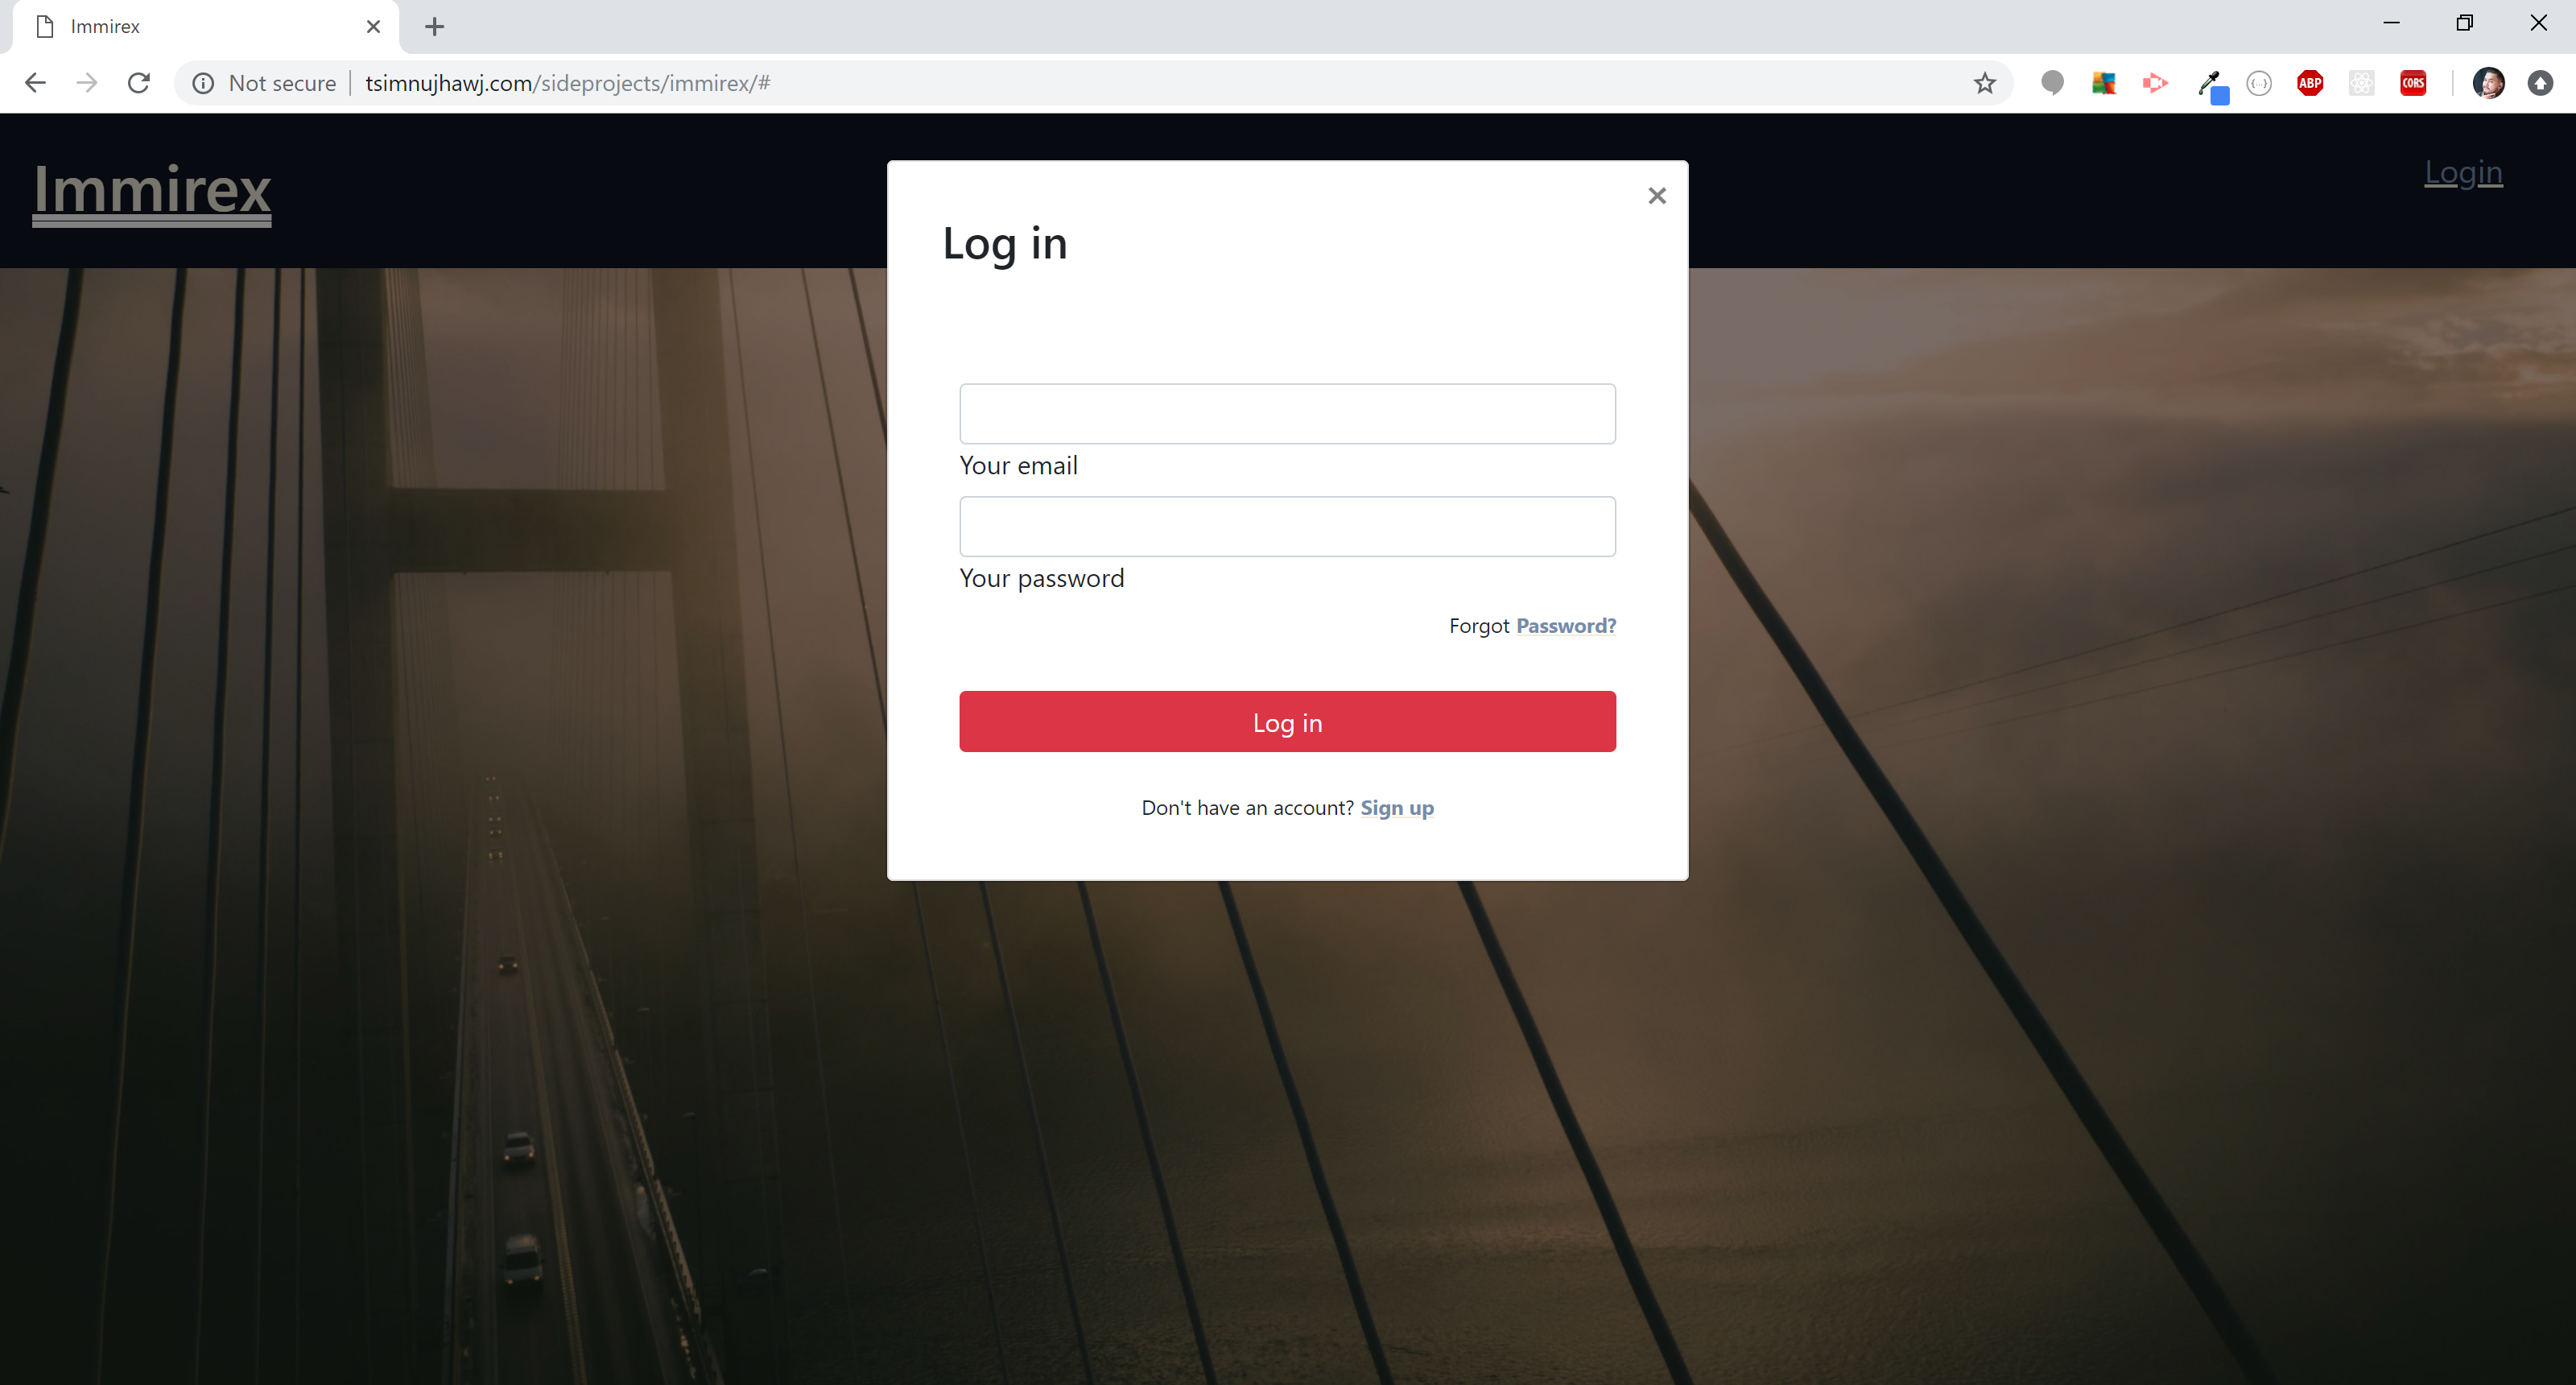 Immirex
Not secure tsimnujhawj.com/sideprojects/immirex/#
ABP
CORS
Immirex
Login
Log in
Your email
Your password
Forgot Password?
Log in
Don't have an account? Sign up